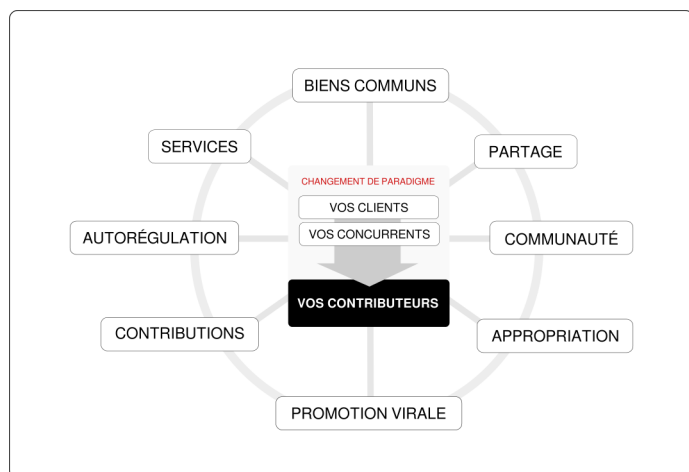 BIENS COMMUNS
SERVICES
PARTAGE
CHANGEMENT DE PARADIGME
VOS CLIENTS
VOS CONCURRENTS
AUTORÉGULATION
COMMUNAUTÉ
VOS CONTRIBUTEURS
CONTRIBUTIONS
APPROPRIATION
PROMOTION VIRALE